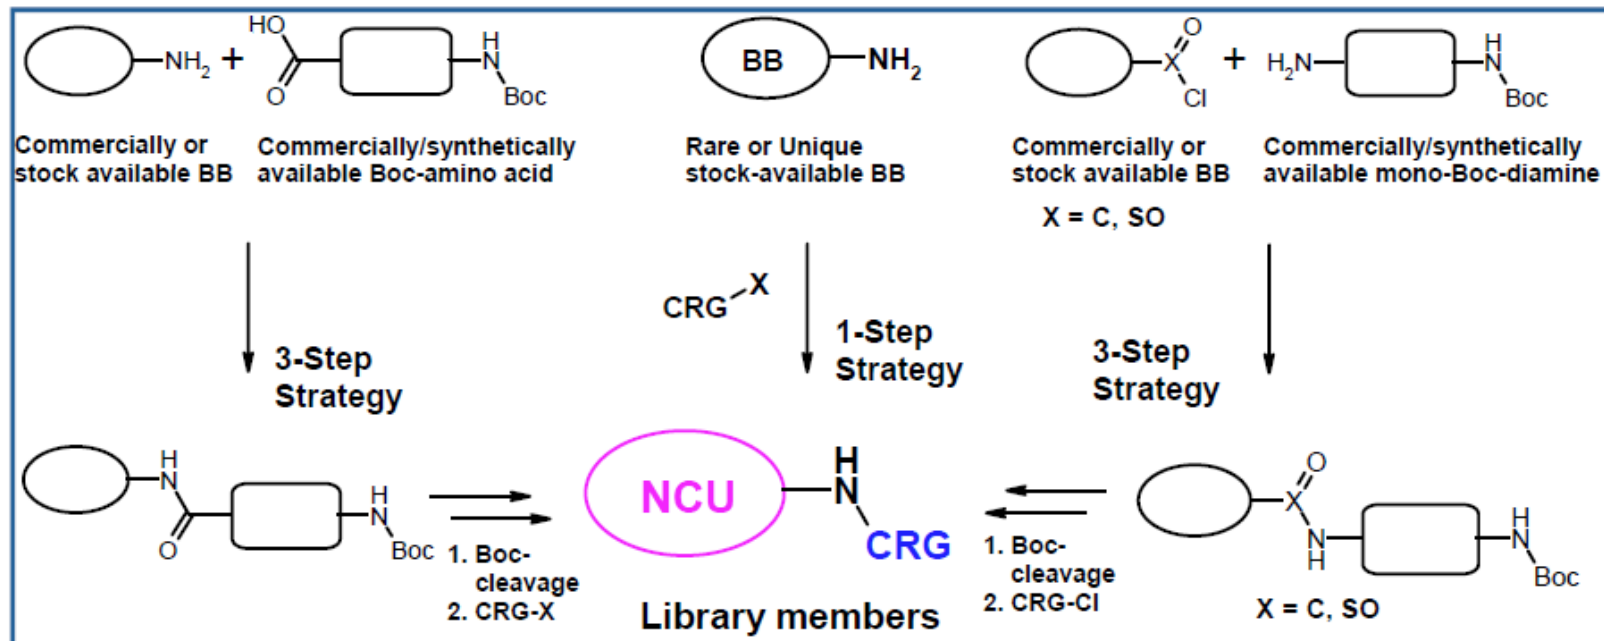 NH2 + HO O H N Boc
BB NH2
O X Cl + H2N H N Boc
Commercially or
stock available BB
Commercially/synthetically
available Boc-amino acid
Rare or Unique
stock-available BB
Commercially or
stock available BB
X = C, SO
Commercially/synthetically
available mono-Boc-diamine
3-Step
Strategy
CRG X
1-Step
Strategy
3-Step
Strategy
H N O H N Boc
1. Boc-
cleavage
2. CRG-X
NCU H N CRG
Library members
1. Boc-
cleavage
2. CRG-Cl
O X N H H N Boc
X = C, SO